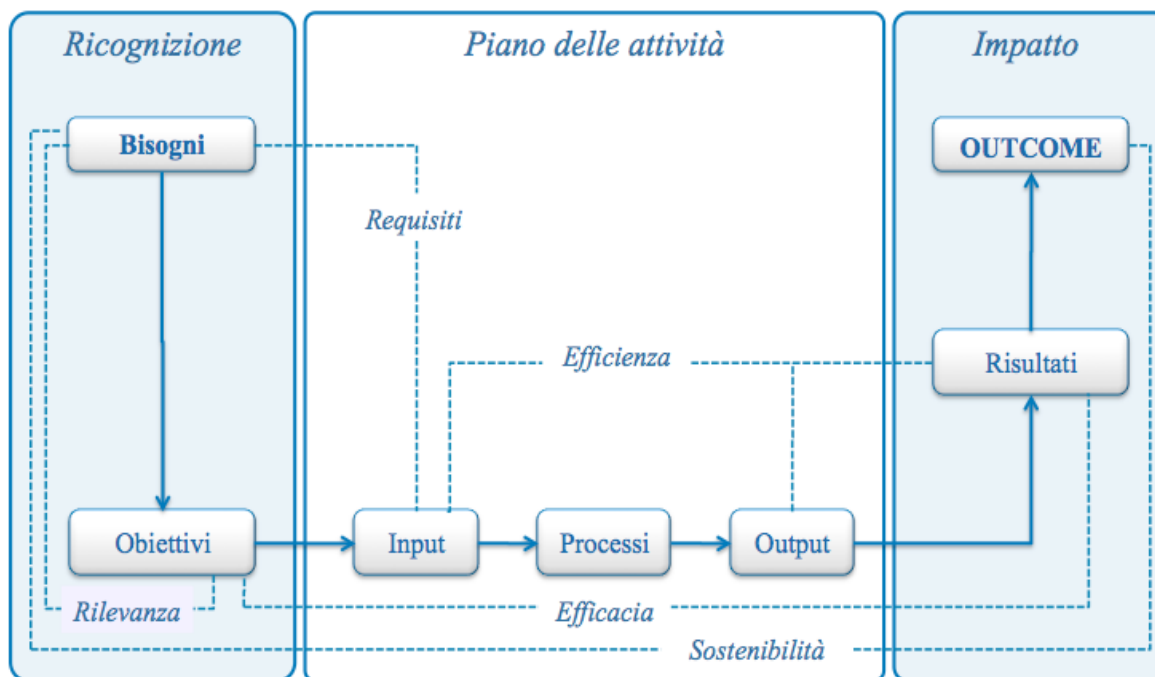 Ricognizione
Piano delle attività
Impatto
Bisogni
OUTCOME
Requisiti
Efficienza
Risultati
Obiettivi
Input
Processi
Output
Rilevanza
Efficacia
Sostenibilità